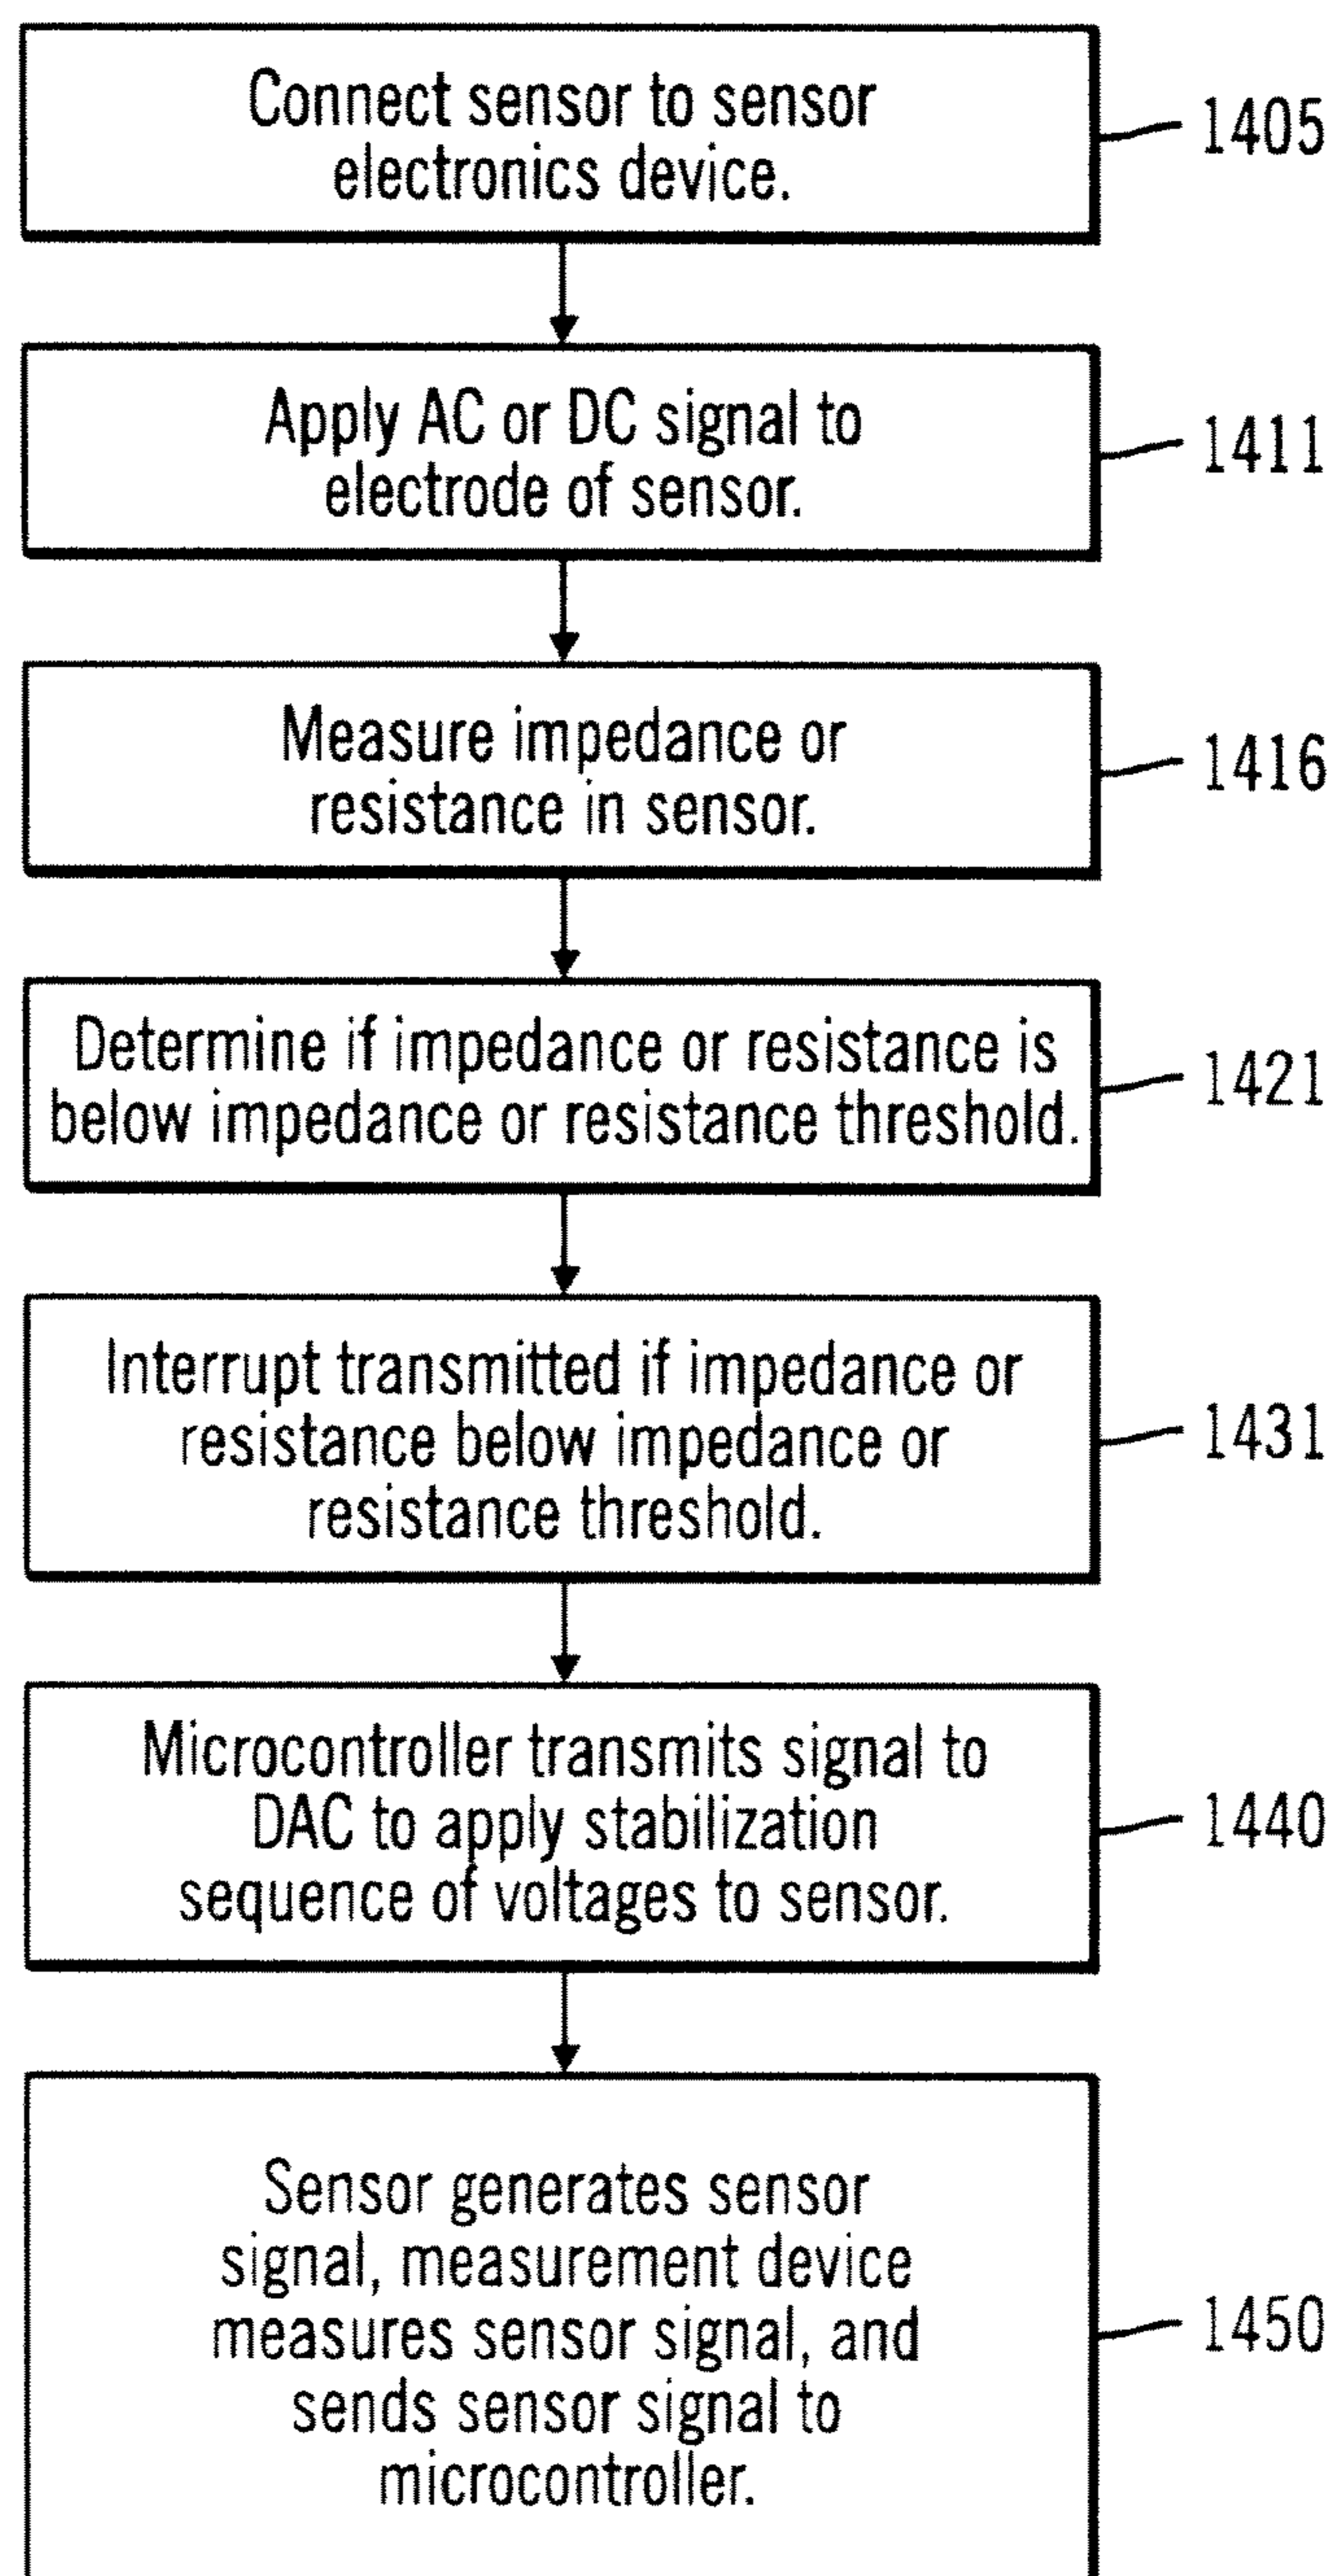 Connect sensor to sensor
electronics device.
1405
Apply AC or DC signal to
electrode of sensor.
1411
Measure impedance or
resistance in sensor.
1416
Determine if impedance or resistance is
below impedance or resistance threshold.
1421
Interrupt transmitted if impedance or
resistance below impedance or
resistance threshold.
1431
Microcontroller transmits signal to
DAC to apply stabilization
sequence of voltages to sensor.
1440
Sensor generates sensor
signal, measurement device
measures sensor signal, and
sends sensor signal to
microcontroller.
1450